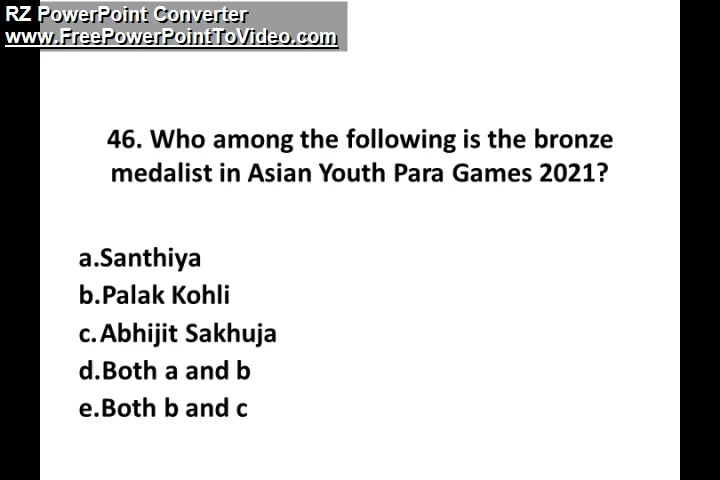 RZ PowerPoint Converter
www.FreePowerPointToVideo.com
46. Who among the following is the bronze
medalist in Asian Youth Para Games 2021?
a.Santhiya
b.Palak Kohli
c.Abhijit Sakhuja
d.Both a and b
e.Both b and c